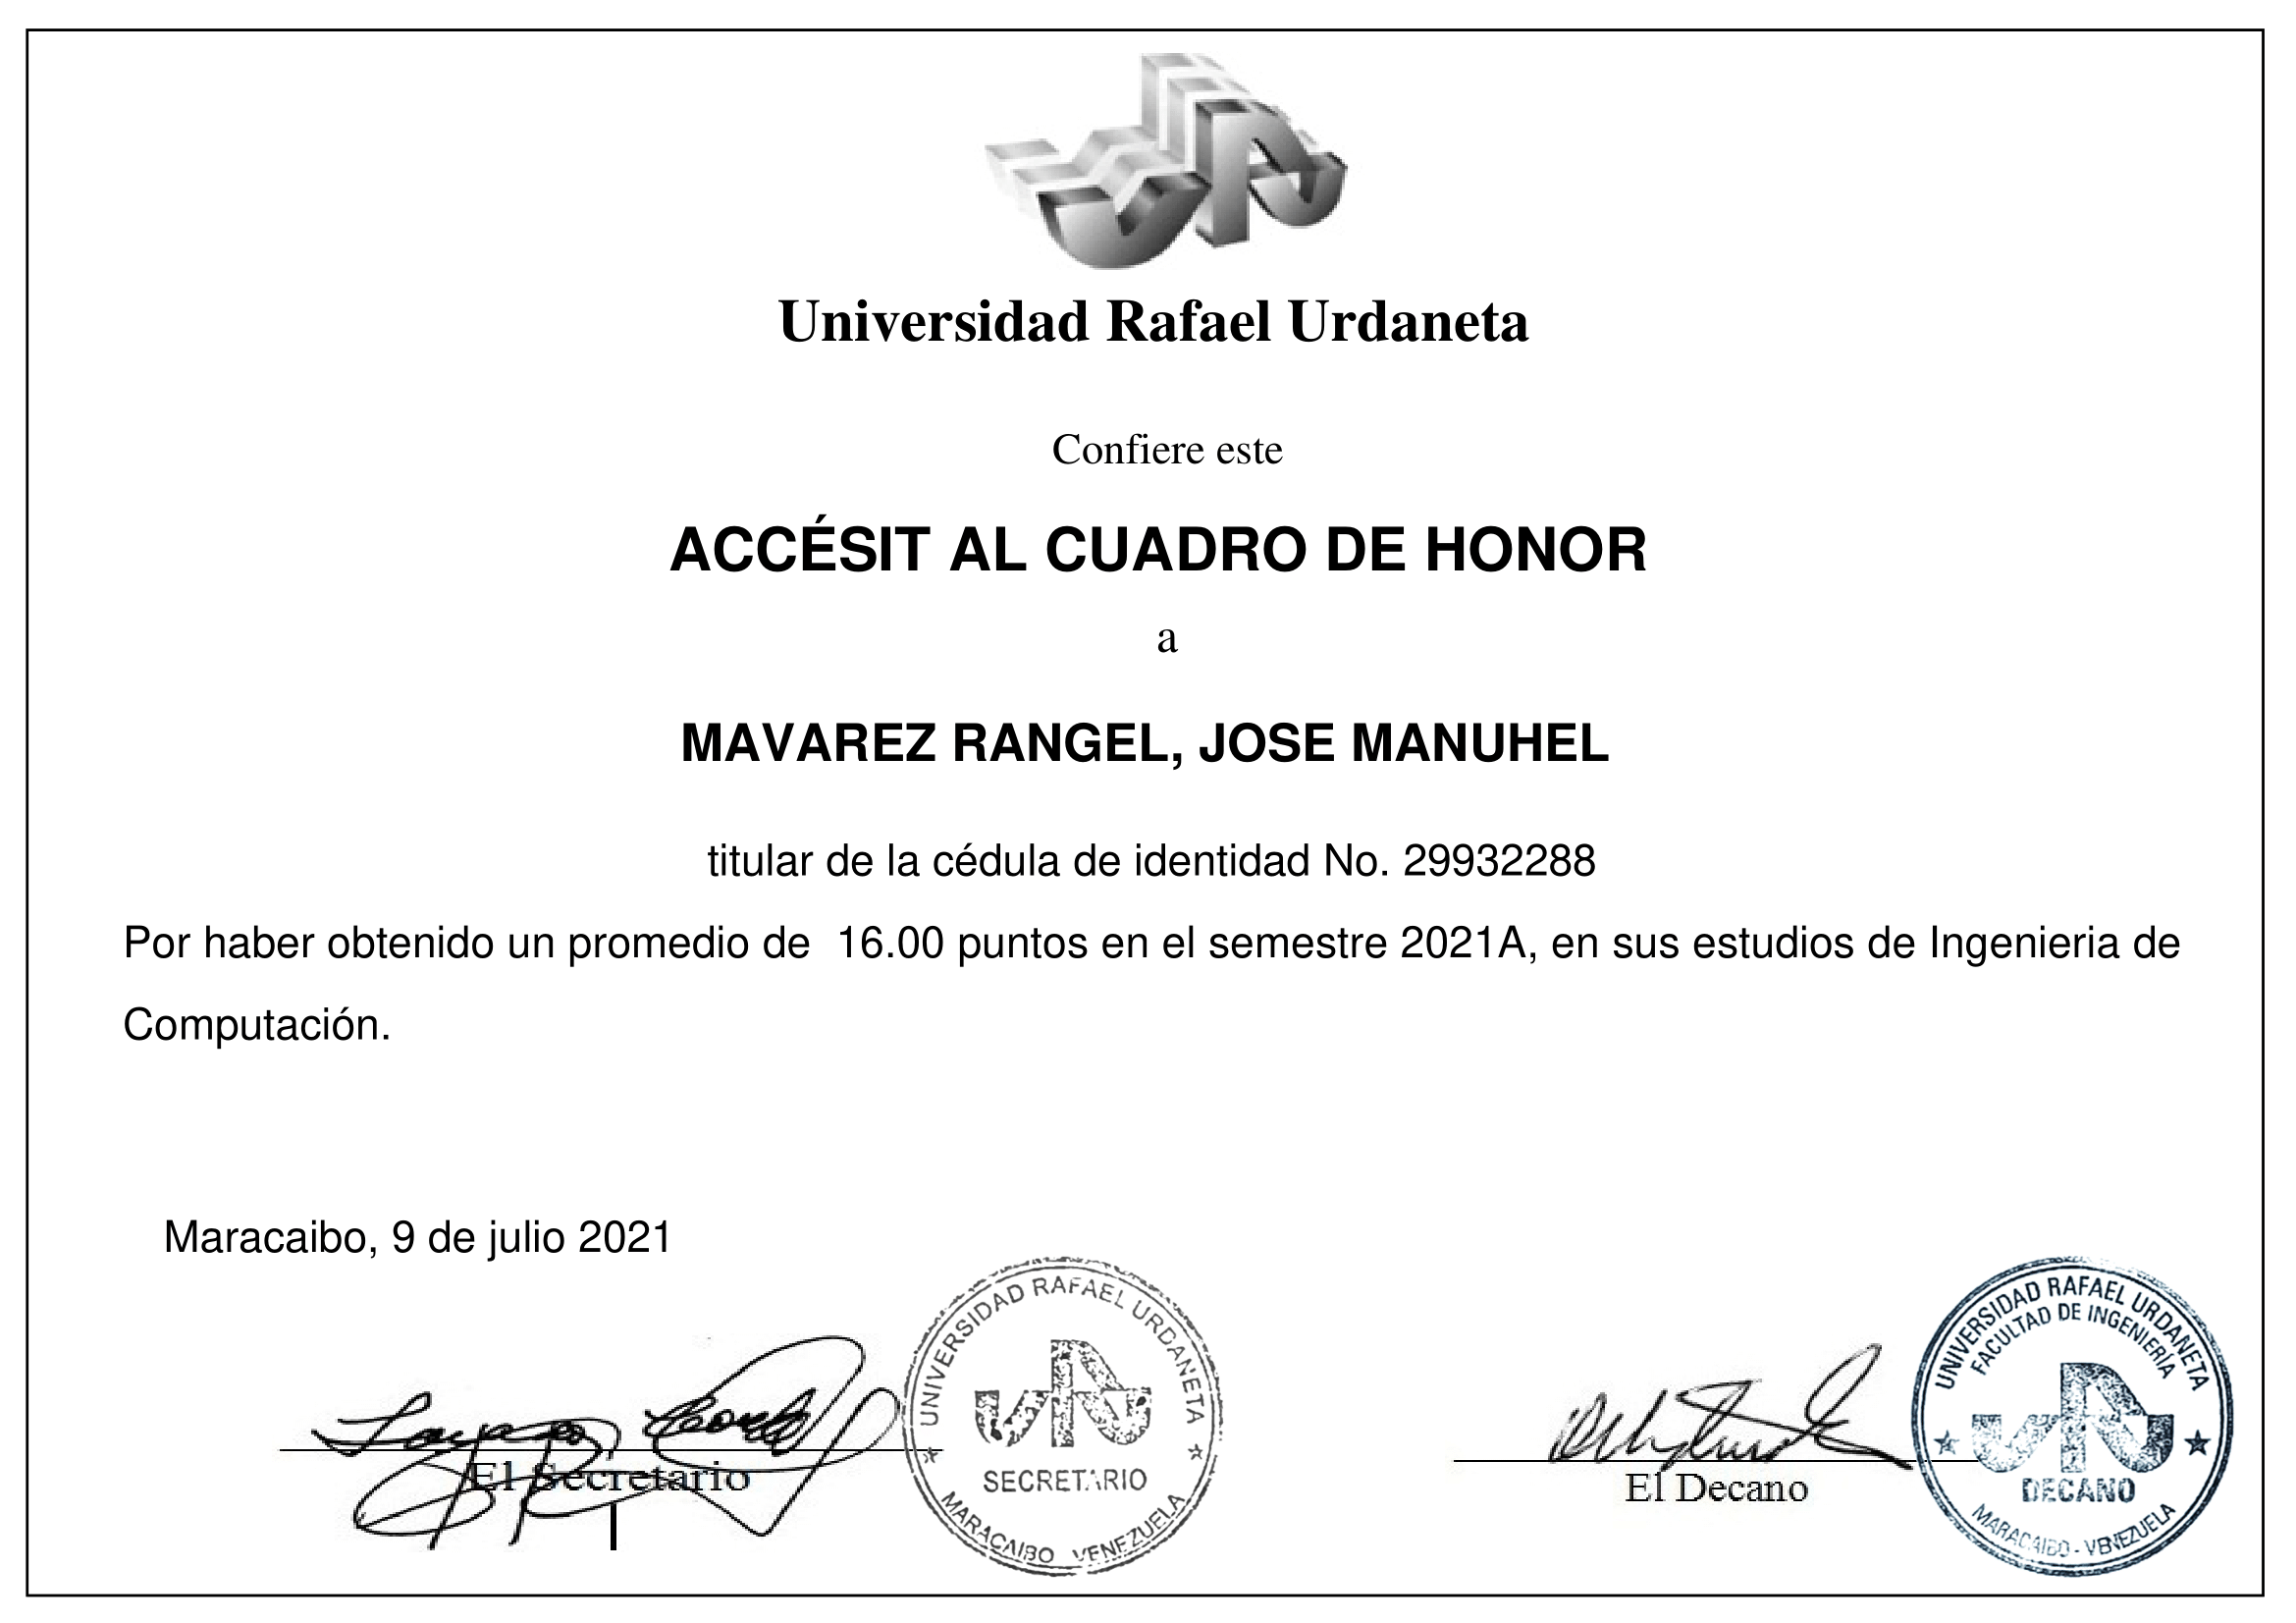 Universidad Rafael Urdaneta
Confiere este
ACCÉSIT AL CUADRO DE HONOR
a
MAVAREZ RANGEL, JOSE MANUHEL
titular de la cédula de identidad No. 29932288
Por haber obtenido un promedio de 16.00 puntos en el semestre 2021A, en sus estudios de Ingenieria de
Computación.
Maracaibo, 9 de julio 2021
El Secretario
UNIVERSIDAD RAFAEL URDANETA
SECRETARIO
MARACAIBO VENEZUELA
El Decano
UNIVERSIDAD RAFAEL URDANETA
FACULTAD DE INGENIERÍA
DECANO
MARACAIBO - VENEZUELA